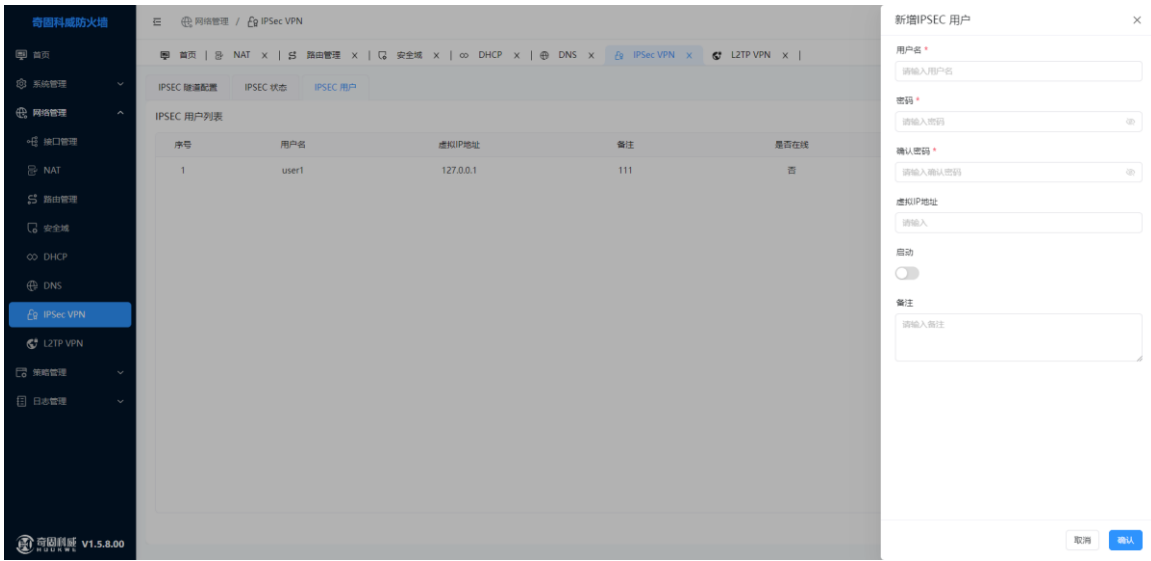 奇固科威防火墙
首页
系统管理
网络管理
接口管理
NAT
路由管理
安全域
DHCP
DNS
IPSec VPN
L2TP VPN
策略管理
日志管理
奇固科威 V1.5.8.00
网络管理 / IPSec VPN
首页 | NAT × | 路由管理 × | 安全域 × | DHCP × | DNS × IPSec VPN × L2TP VPN × |
IPSEC 隧道配置 IPSEC 状态 IPSEC 用户
IPSEC 用户列表
序号 用户名 虚拟IP地址 备注 是否在线
1 user1 127.0.0.1 111 否
新增IPSEC 用户 ×
用户名 *
请输入用户名
密码 *
请输入密码
确认密码 *
请输入确认密码
虚拟IP地址
请输入
启动
备注
请输入备注
取消 确认